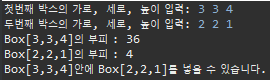 첫번째 박스의 가로, 세로, 높이 입력: 3 3 4
두번째 박스의 가로, 세로, 높이 입력: 2 2 1
Box[3,3,4]의 부피 : 36
Box[2,2,1]의 부피 : 4
Box[3,3,4]안에 Box[2,2,1]를 넣을 수 있습니다.